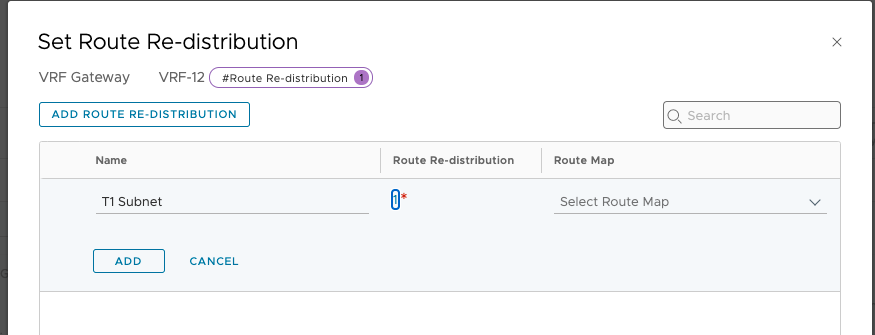 Set Route Re-distribution
VRF Gateway VRF-12 #Route Re-distribution 1
ADD ROUTE RE-DISTRIBUTION
Search
Name Route Re-distribution Route Map
T1 Subnet 1* Select Route Map
ADD CANCEL